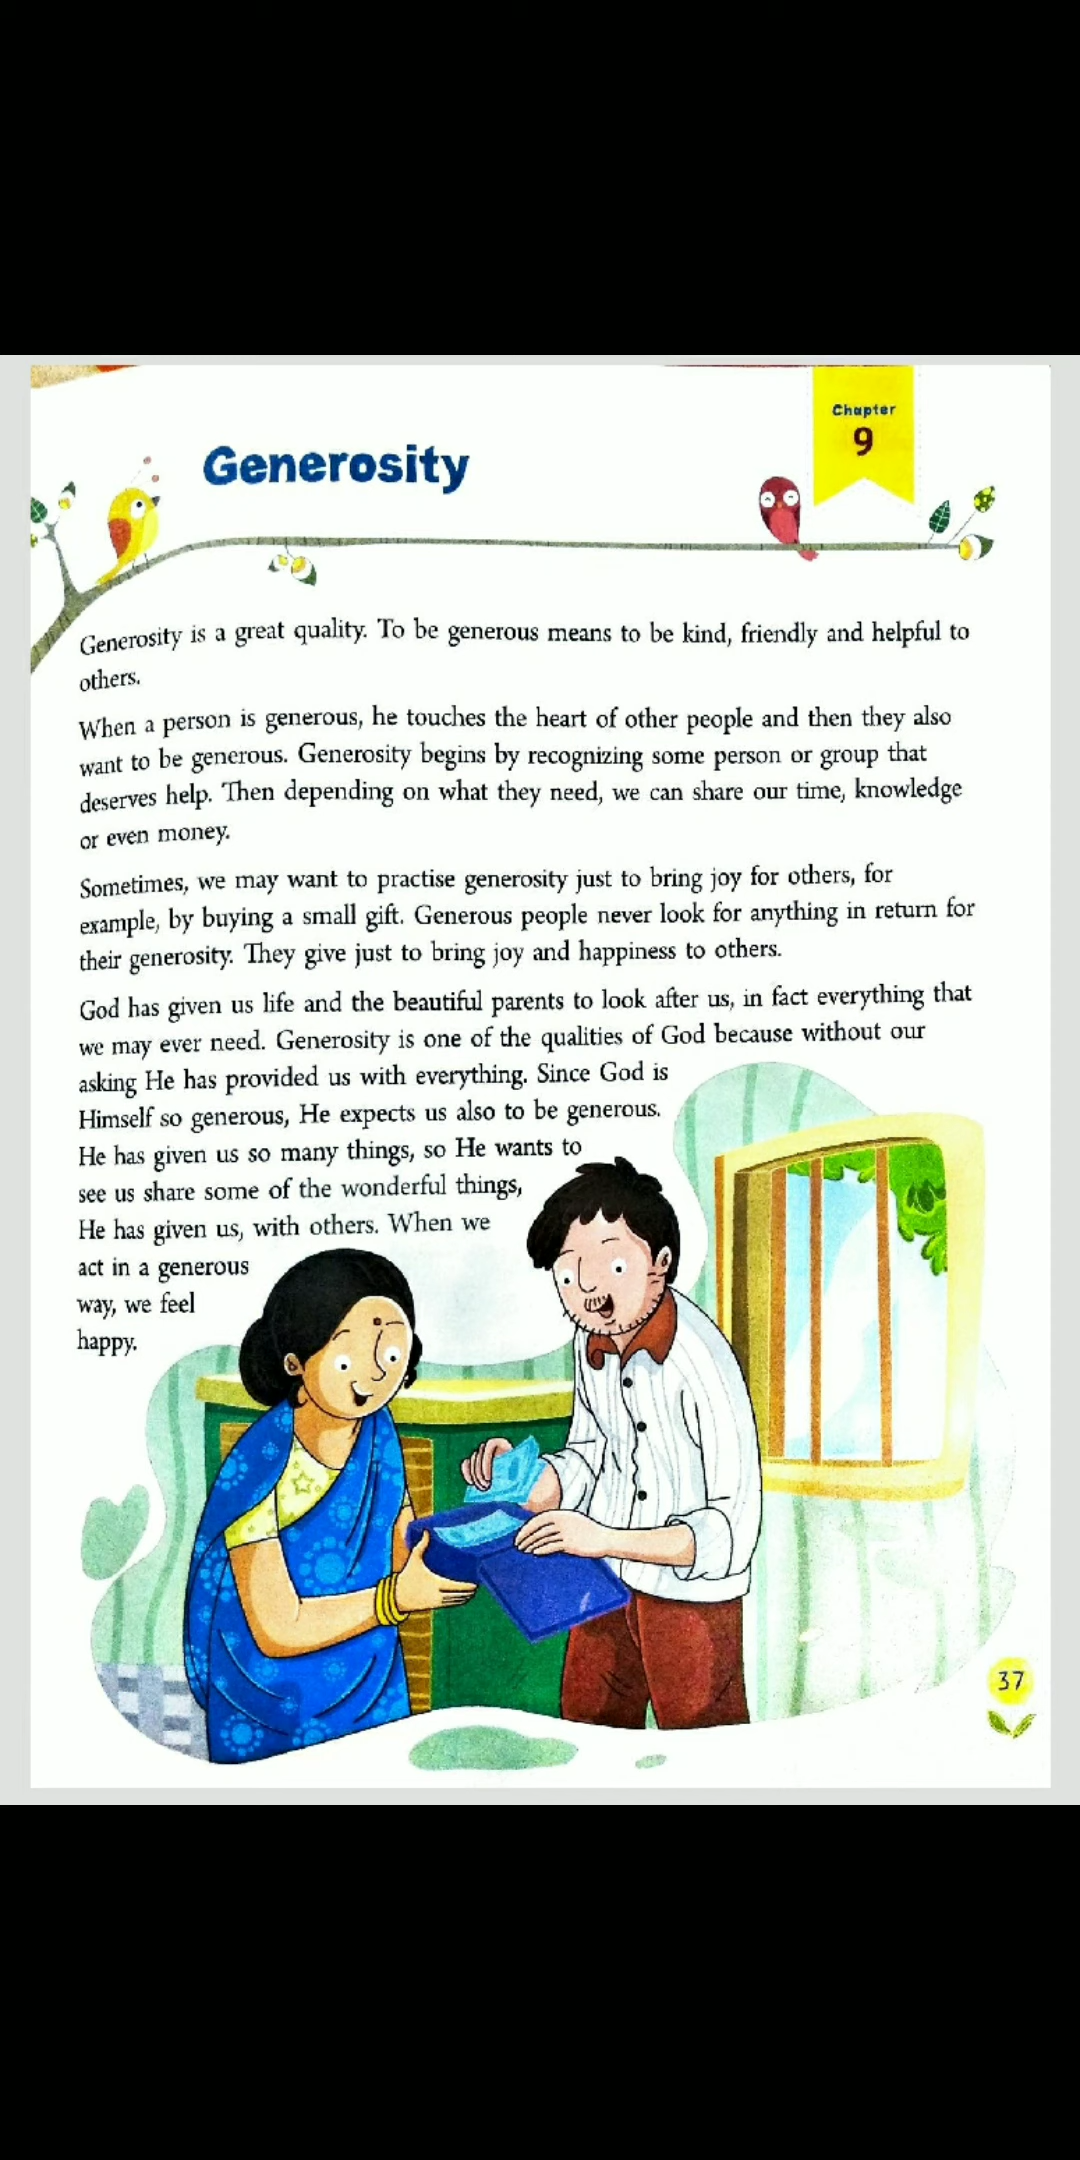 Chapter
9
Generosity
Generosity is a great quality. To be generous means to be kind, friendly and helpful to
others.
When a person is generous, he touches the heart of other people and then they also
want to be generous. Generosity begins by recognizing some person or group that
deserves help. Then depending on what they need, we can share our time, knowledge
or even money.
Sometimes, we may want to practise generosity just to bring joy for others, for
example, by buying a small gift. Generous people never look for anything in return for
their generosity. They give just to bring joy and happiness to others.
God has given us life and the beautiful parents to look after us, in fact everything that
we may ever need. Generosity is one of the qualities of God because without our
asking He has provided us with everything. Since God is
Himself so generous, He expects us also to be generous.
He has given us so many things, so He wants to
see us share some of the wonderful things,
He has given us, with others. When we
act in a generous
way, we feel
happy.
37